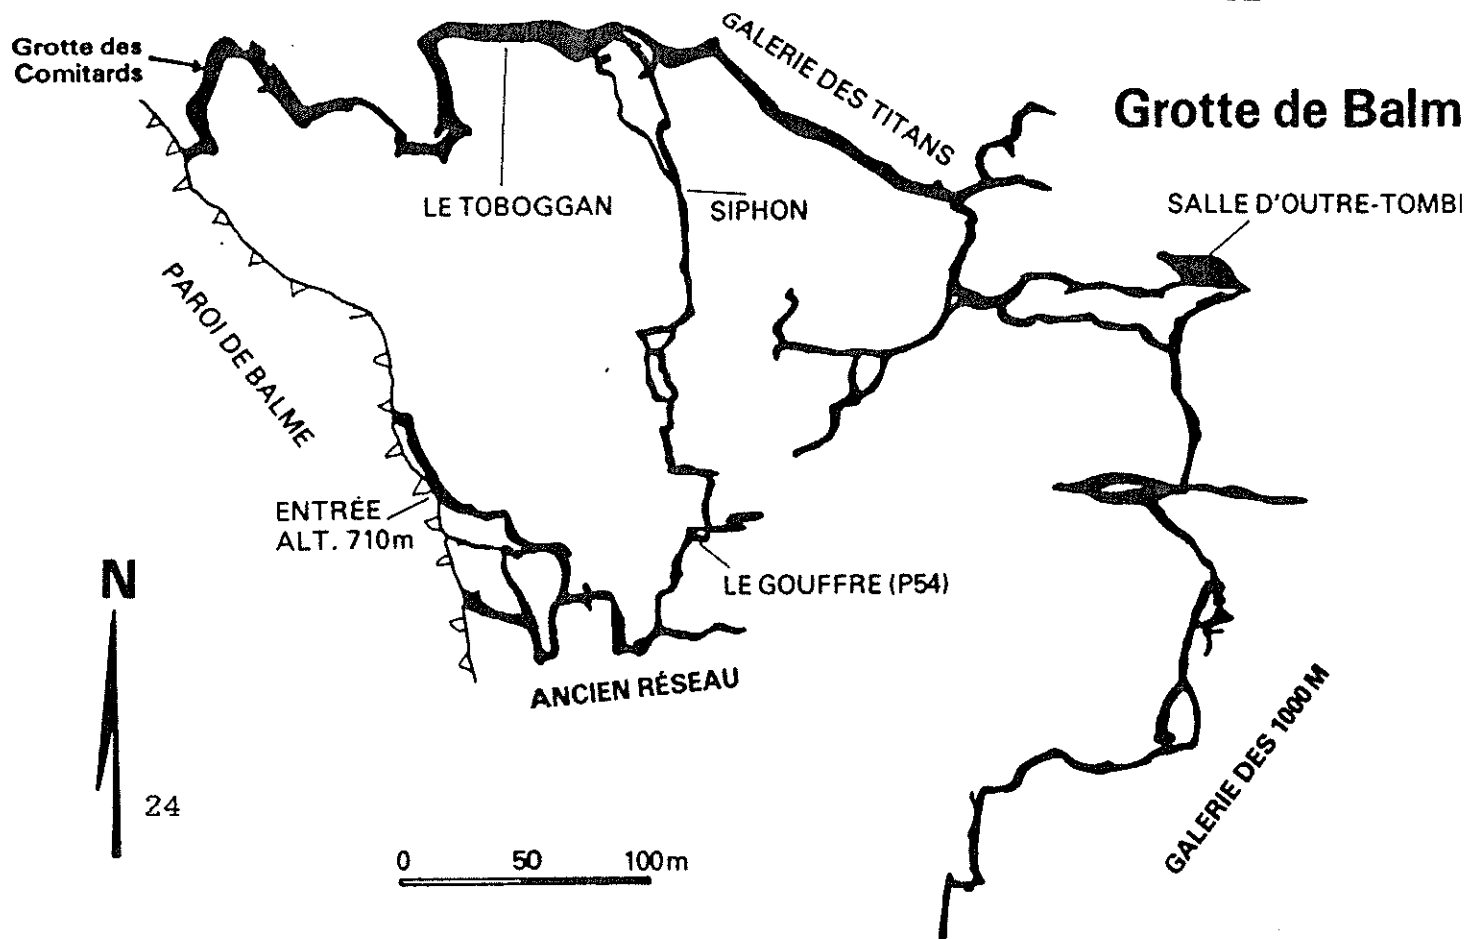 Grotte des
Comitards
GALERIE DES TITANS
Grotte de Balm
LE TOBOGGAN
SIPHON
SALLE D'OUTRE-TOMB
PAROI DE BALME
ENTRÉE
ALT. 710m
LE GOUFFRE (P54)
N
ANCIEN RÉSEAU
GALERIE DES 1000 M
24
0 50 100m